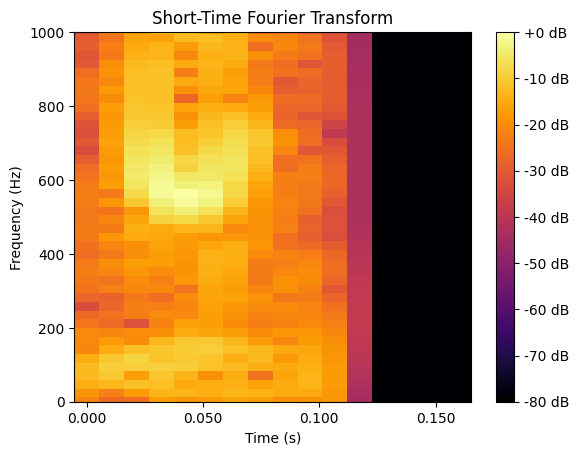 Short-Time Fourier Transform
1000
800
600
400
200
0
Frequency (Hz)
0.000
0.050
0.100
0.150
Time (s)
+0 dB
-10 dB
-20 dB
-30 dB
-40 dB
-50 dB
-60 dB
-70 dB
-80 dB